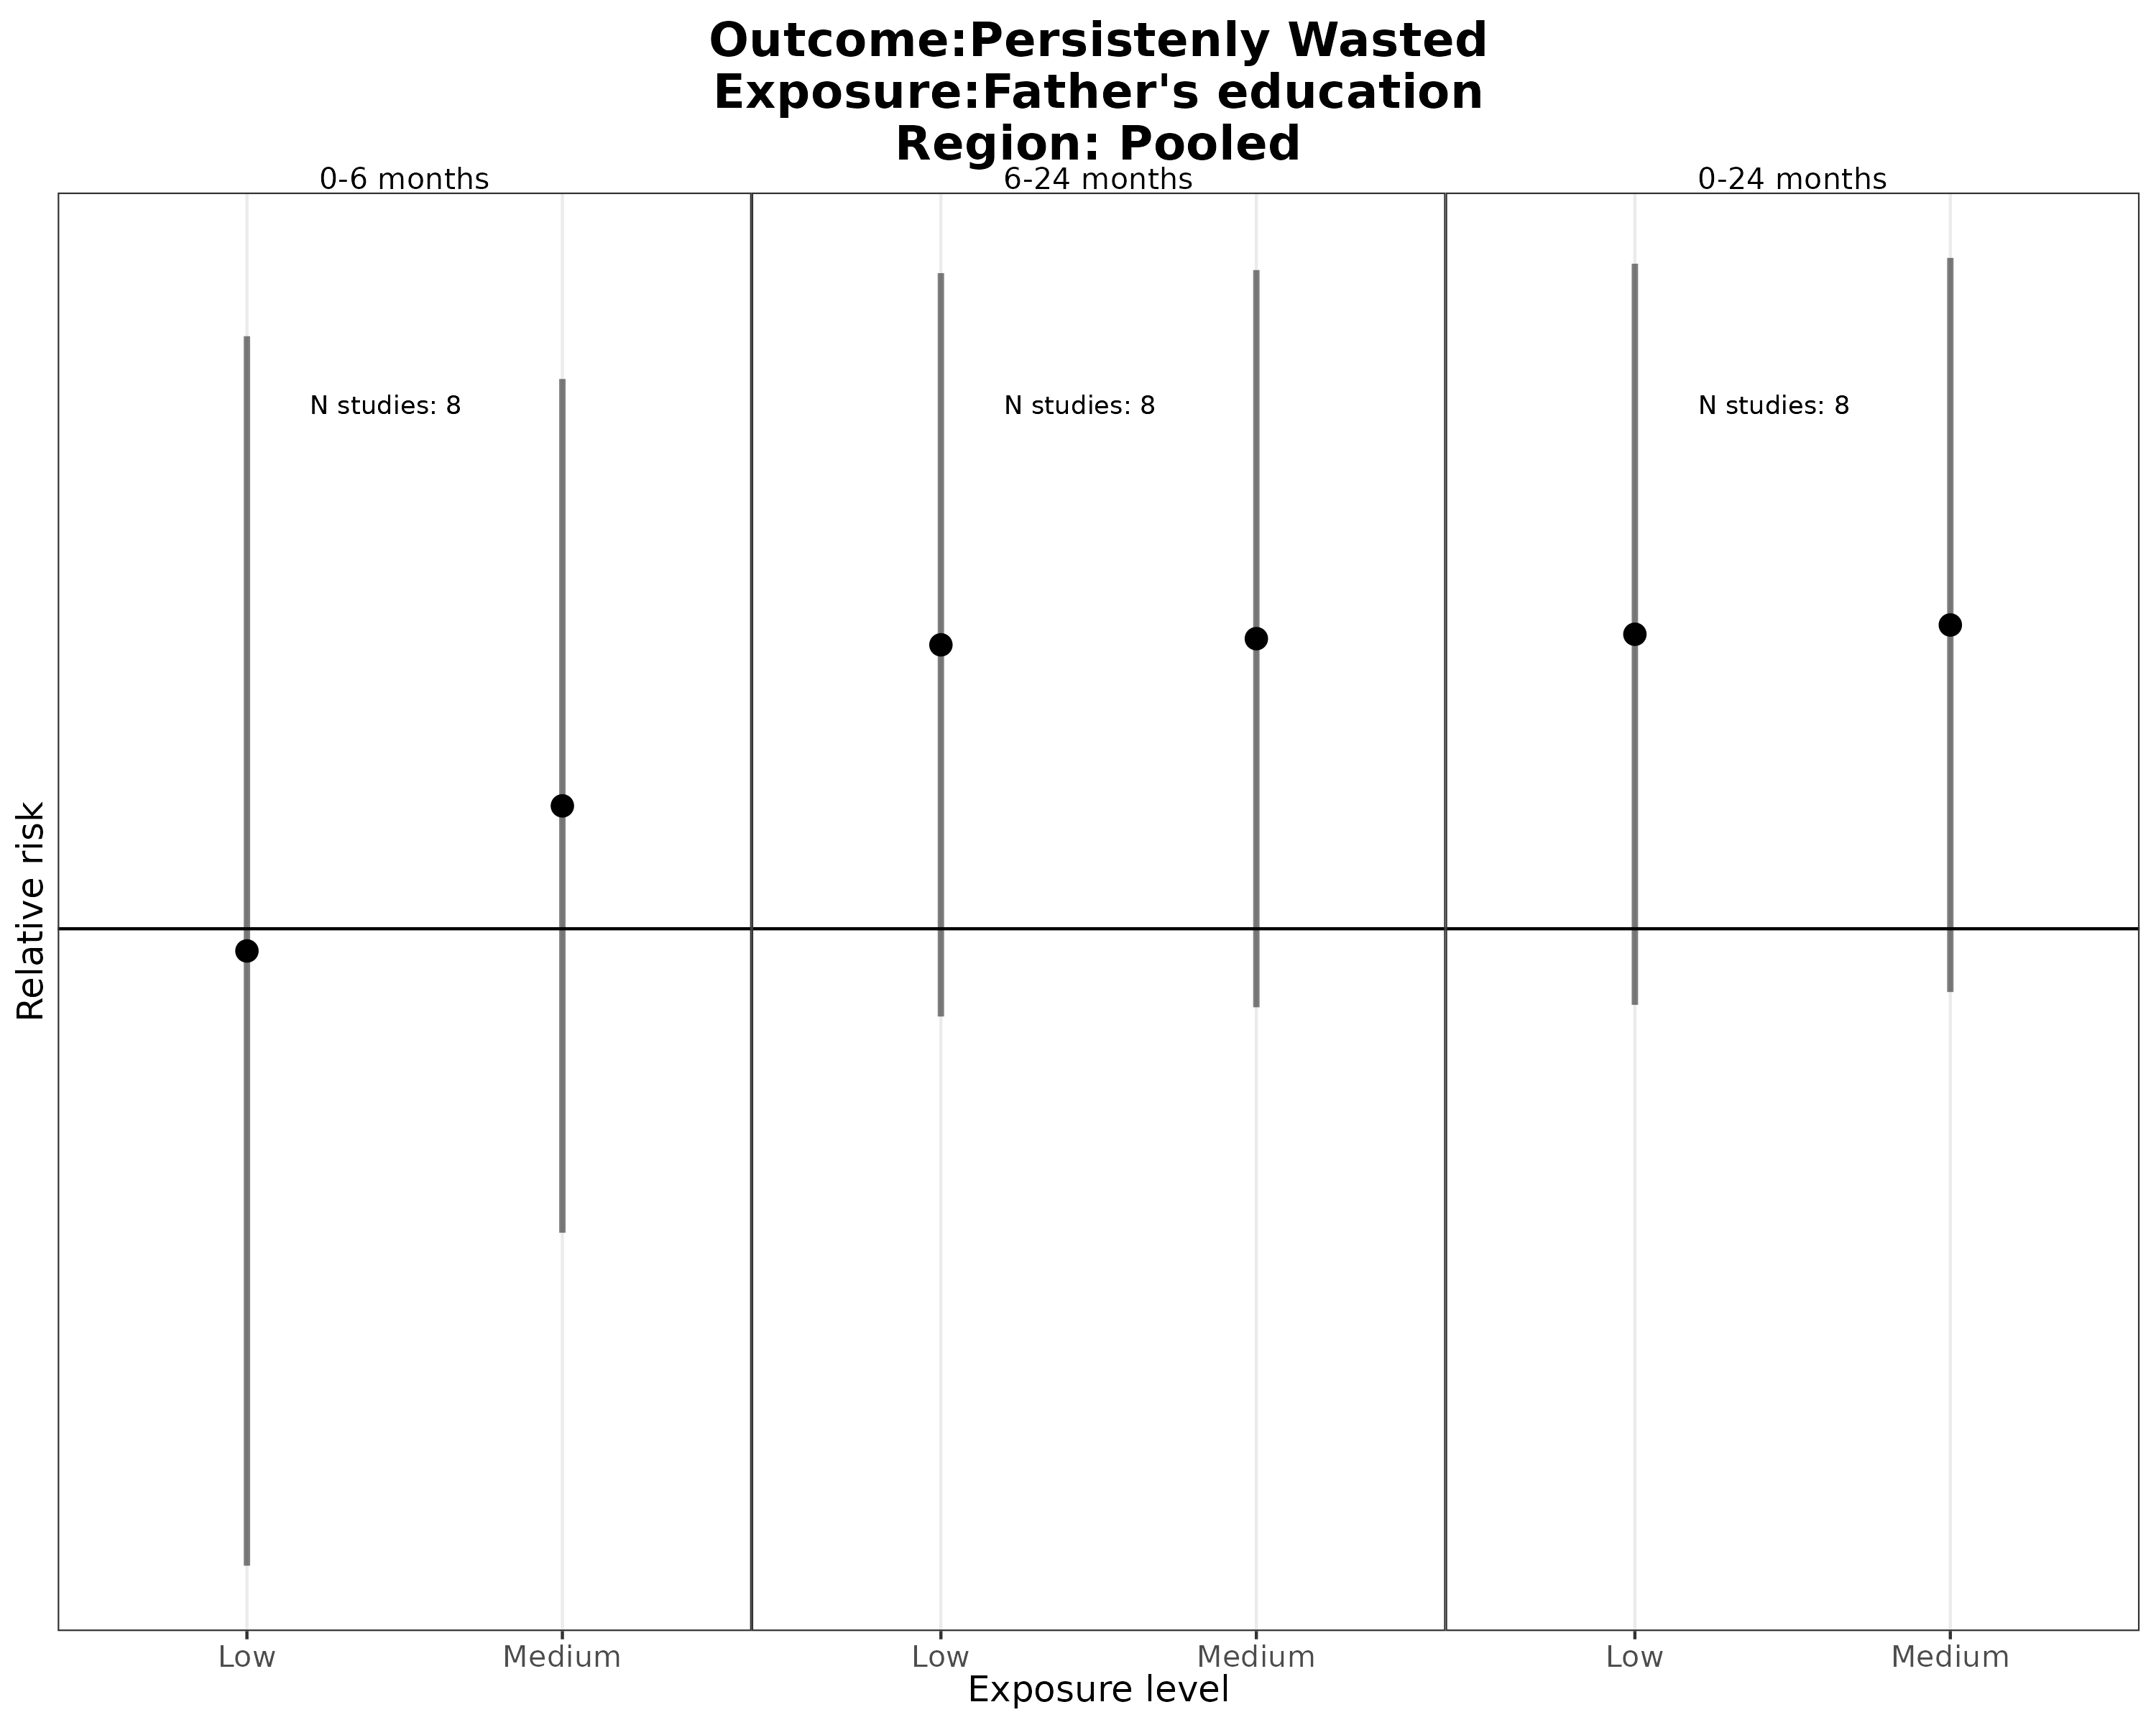 Outcome:Persistenly Wasted
Exposure:Father's education
Region: Pooled
0-6 months
6-24 months
0-24 months
N studies: 8
N studies: 8
N studies: 8
Relative risk
Low
Medium
Low
Medium
Low
Medium
Exposure level